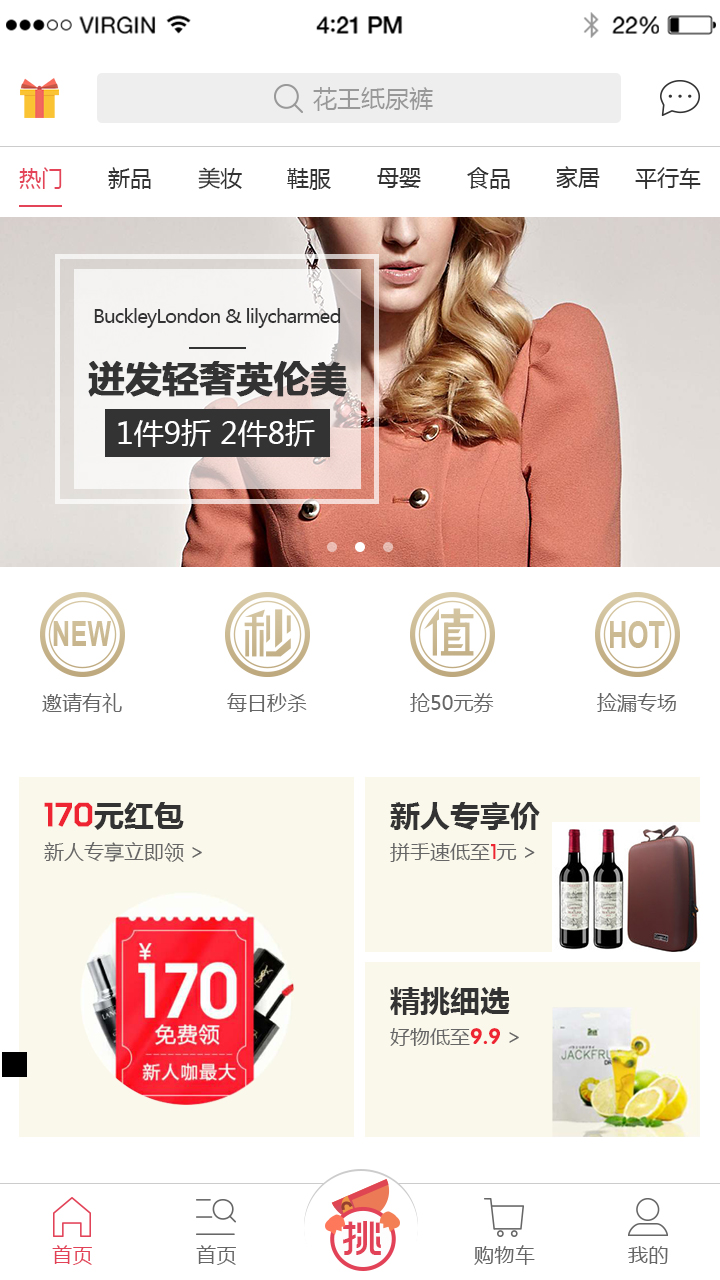 VIRGIN 4:21 PM 22%
花王纸尿裤
热门 新品 美妆 鞋服 母婴 食品 家居 平行车
BuckleyLondon & lilycharmed
迸发轻奢英伦美
1件9折 2件8折
NEW 秒 值 HOT
邀请有礼 每日秒杀 抢50元券 捡漏专场
170元红包
新人专享立即领 >
¥
170
免费领
新人咖最大
新人专享价
拼手速低至1元 >
精挑细选
好物低至9.9 >
JACKFRU
挑
首页 首页 购物车 我的